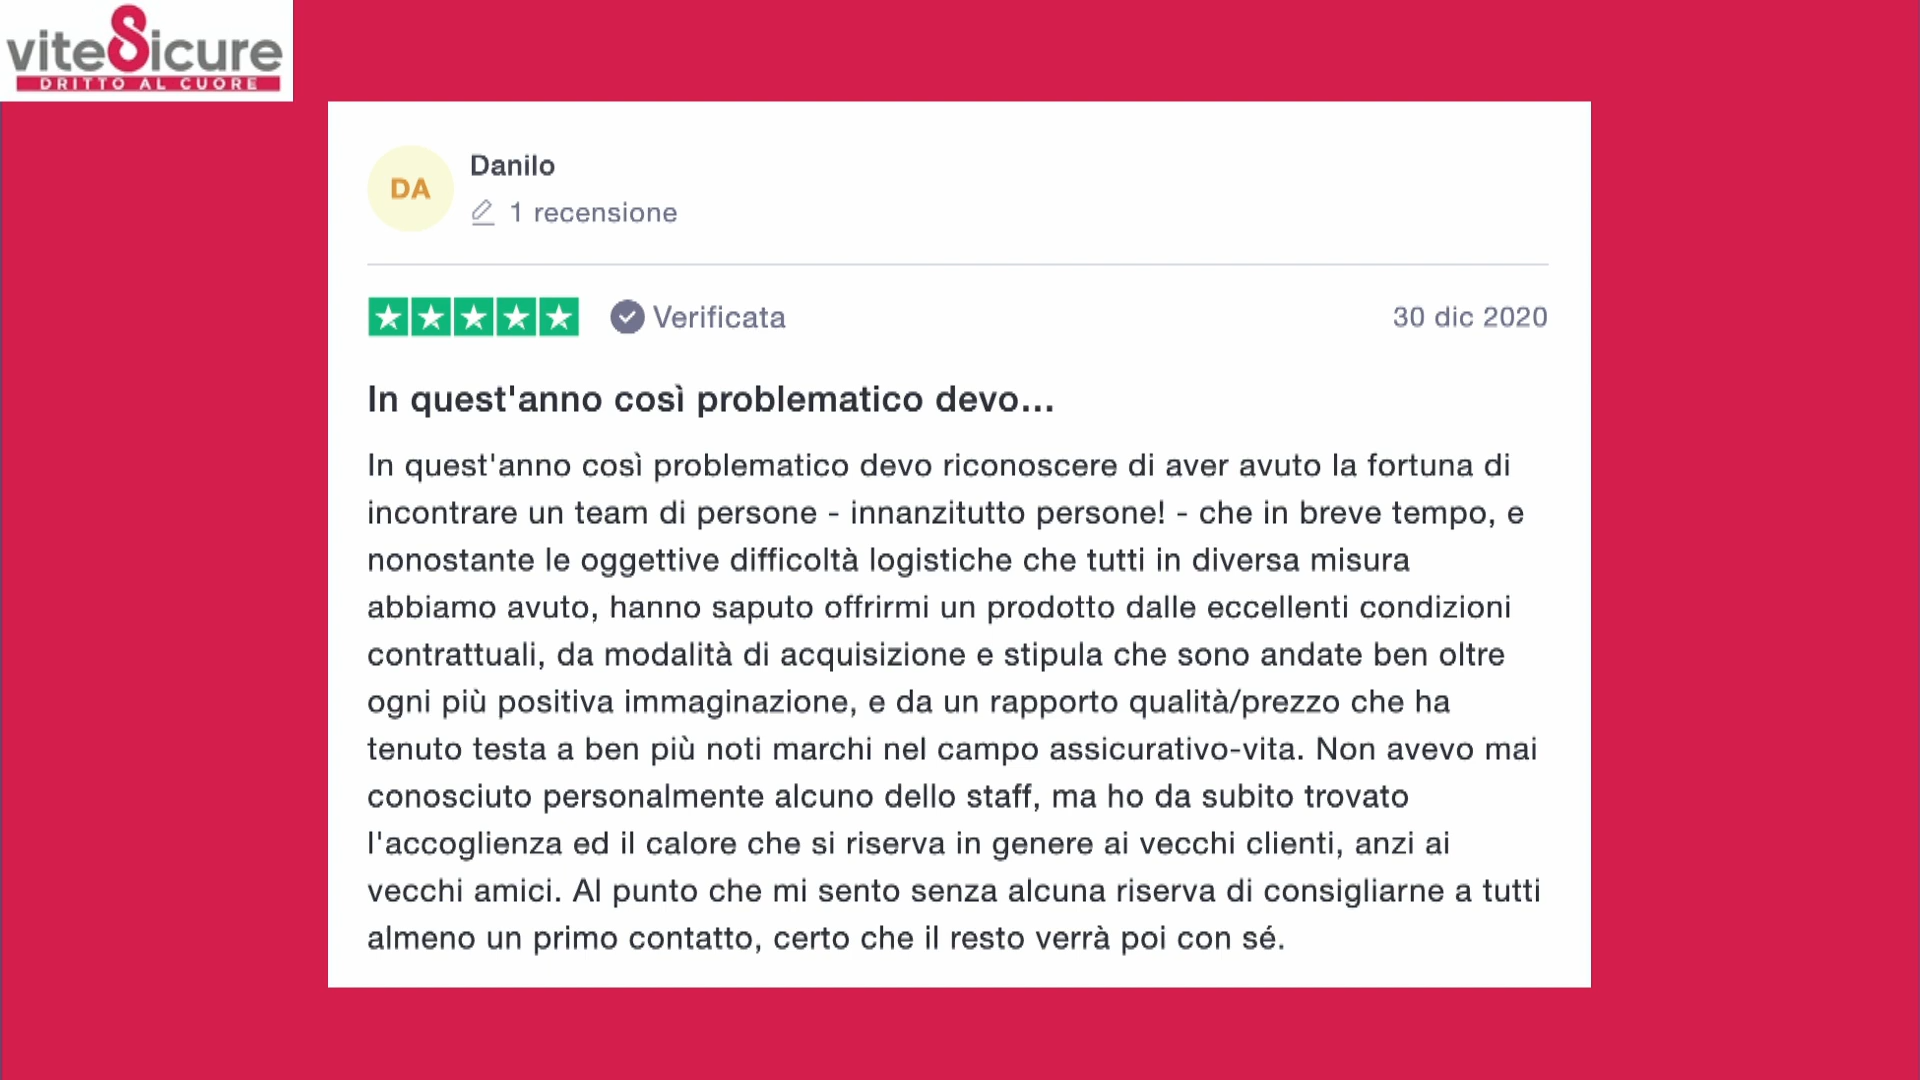 viteSicure
DRITTO AL CUORE
DA
Danilo
1 recensione
Verificata
30 dic 2020
In quest'anno così problematico devo...
In quest'anno così problematico devo riconoscere di aver avuto la fortuna di
incontrare un team di persone - innanzitutto persone! - che in breve tempo, e
nonostante le oggettive difficoltà logistiche che tutti in diversa misura
abbiamo avuto, hanno saputo offrirmi un prodotto dalle eccellenti condizioni
contrattuali, da modalità di acquisizione e stipula che sono andate ben oltre
ogni più positiva immaginazione, e da un rapporto qualità/prezzo che ha
tenuto testa a ben più noti marchi nel campo assicurativo-vita. Non avevo mai
conosciuto personalmente alcuno dello staff, ma ho da subito trovato
l'accoglienza ed il calore che si riserva in genere ai vecchi clienti, anzi ai
vecchi amici. Al punto che mi sento senza alcuna riserva di consigliarne a tutti
almeno un primo contatto, certo che il resto verrà poi con sé.